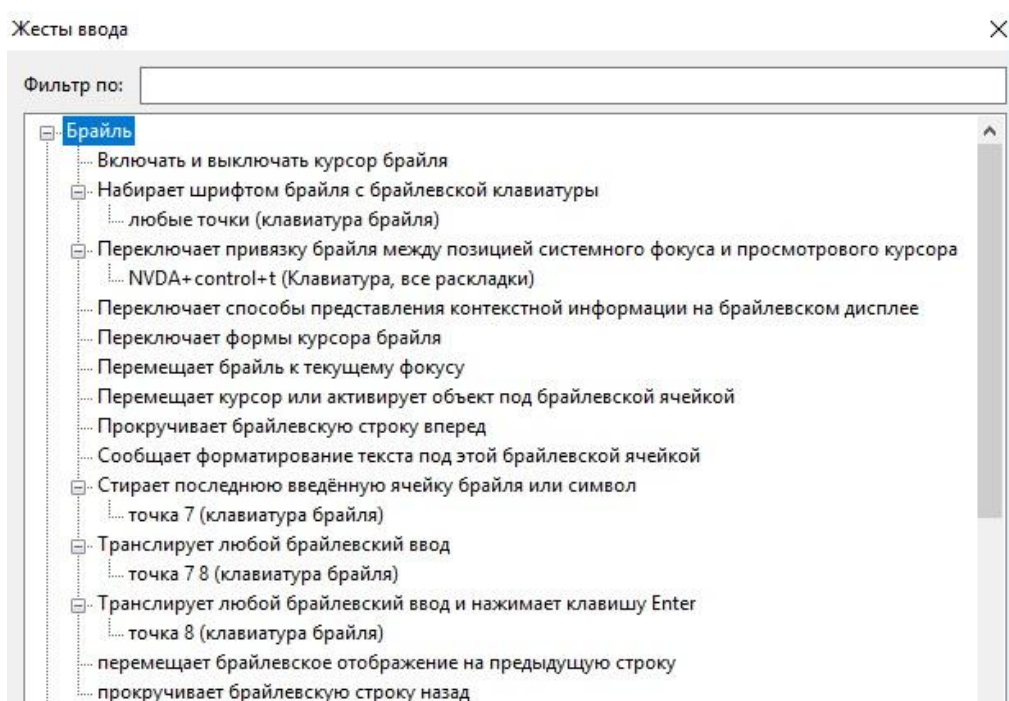 Жесты ввода
Фильтр по:
Брайль
Включать и выключать курсор брайля
Набирает шрифтом брайля с брайлевской клавиатуры
любые точки (клавиатура брайля)
Переключает привязку брайля между позицией системного фокуса и просмотрового курсора
NVDA+control+t (Клавиатура, все раскладки)
Переключает способы представления контекстной информации на брайлевском дисплее
Переключает формы курсора брайля
Перемещает брайль к текущему фокусу
Перемещает курсор или активирует объект под брайлевской ячейкой
Прокручивает брайлевскую строку вперед
Сообщает форматирование текста под этой брайлевской ячейкой
Стирает последнюю введённую ячейку брайля или символ
точка 7 (клавиатура брайля)
Транслирует любой брайлевский ввод
точка 7 8 (клавиатура брайля)
Транслирует любой брайлевский ввод и нажимает клавишу Enter
точка 8 (клавиатура брайля)
перемещает брайлевское отображение на предыдущую строку
прокручивает брайлевскую строку назад